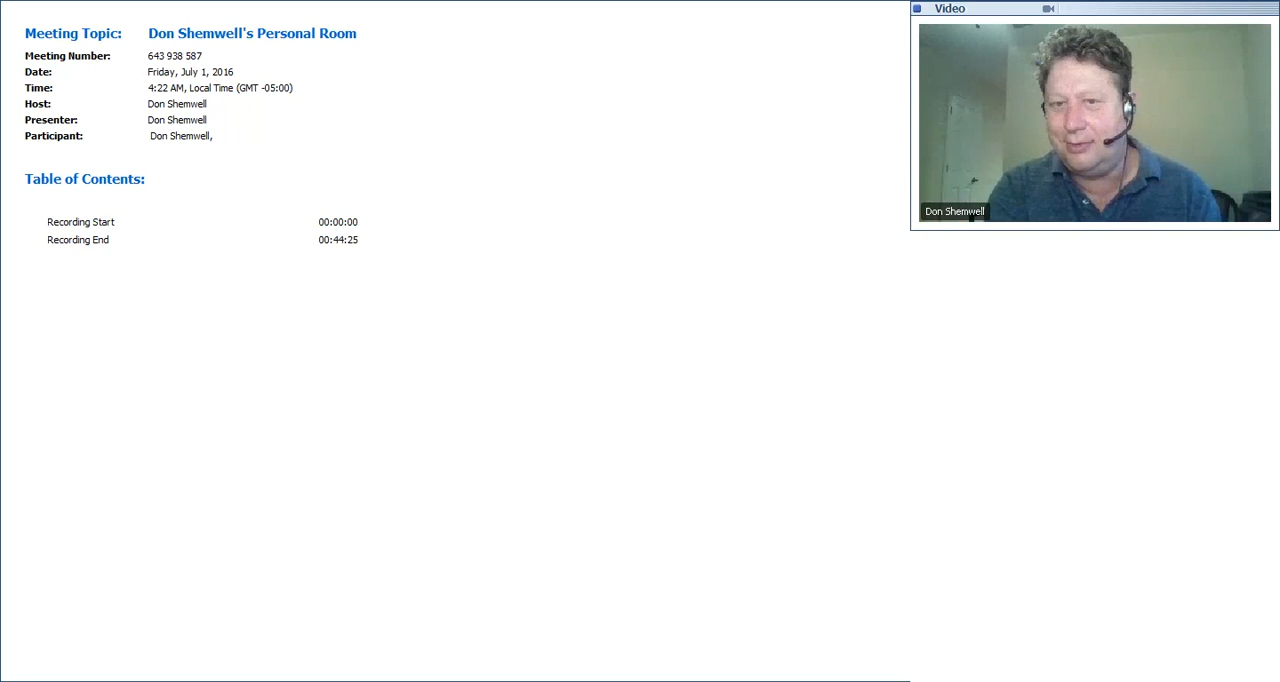 Meeting Topic: Don Shemwell's Personal Room
Meeting Number: 643 938 587
Date: Friday, July 1, 2016
Time: 4:22 AM, Local Time (GMT -05:00)
Host: Don Shemwell
Presenter: Don Shemwell
Participant: Don Shemwell,
Table of Contents:
Recording Start 00:00:00
Recording End 00:44:25
Video
Don Shemwell